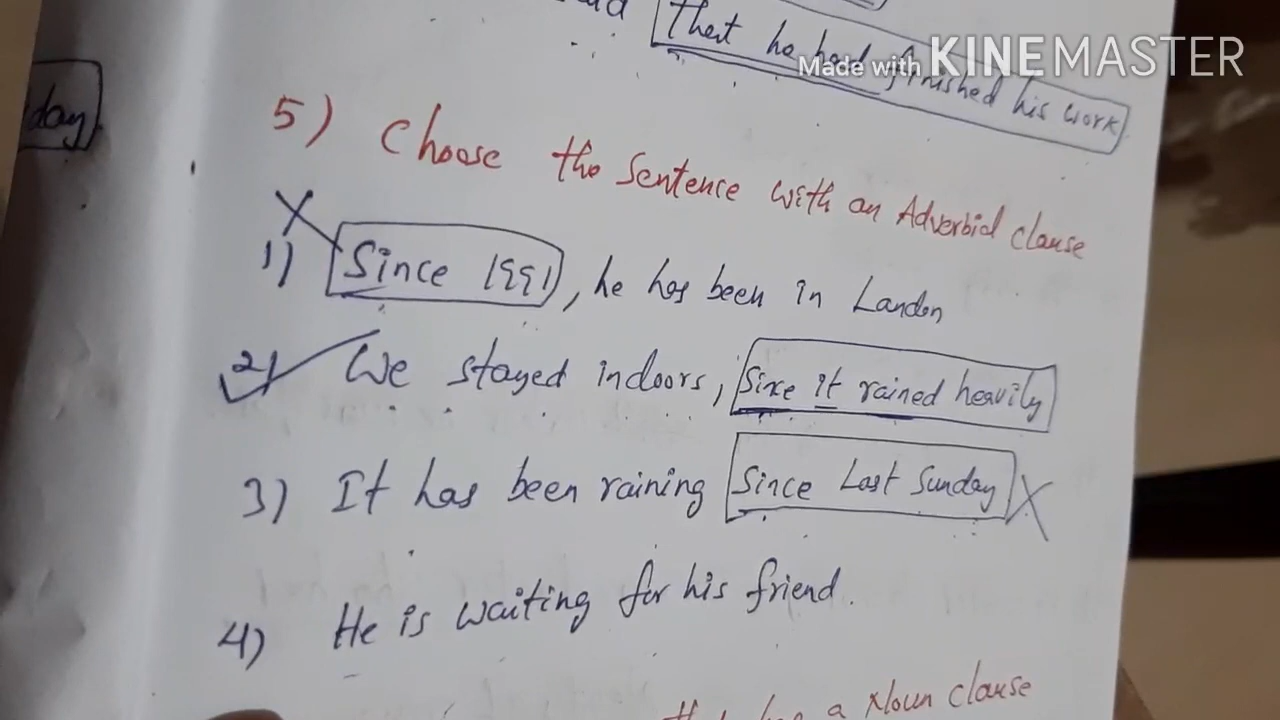 That he had finished his work
Made with KINEMASTER
day
5) Choose the Sentence with an Adverbial clause
1) Since 1991, he has been in London
2) We stayed indoors, Since it rained heavily
3) It has been raining Since Last Sunday X
4) He is waiting for his friend.
a Noun clause